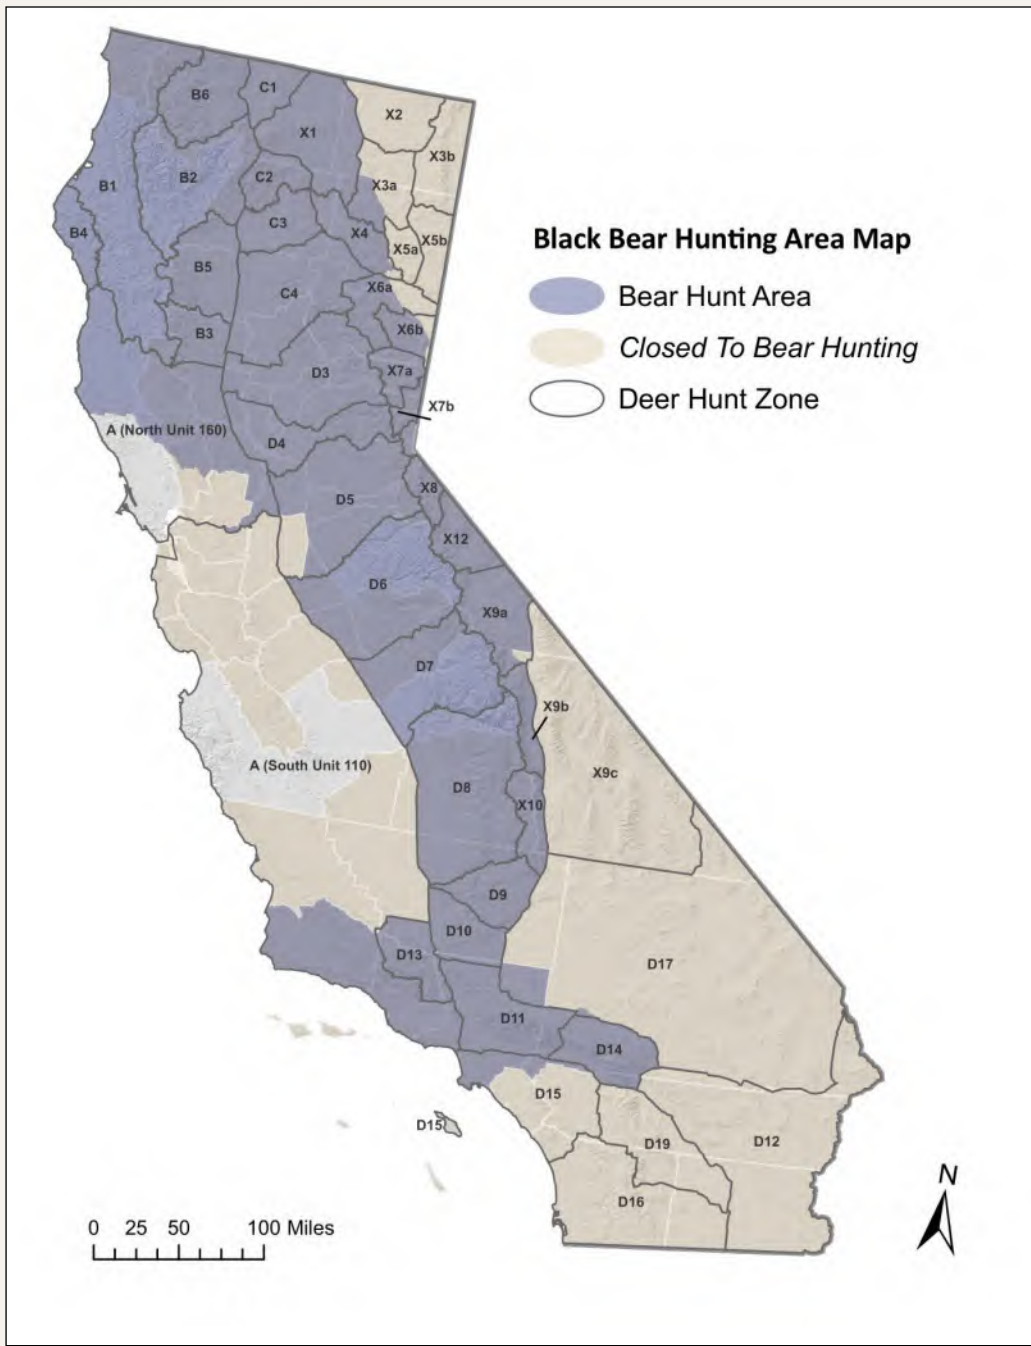 B6
C1
X1
X2
X3b
B1
B2
C2
X3a
B4
C3
X4
X5a
X5b
B5
C4
X6a
B3
X6b
D3
X7a
X7b
A (North Unit 160)
D4
D5
X8
X12
D6
X9a
D7
X9b
A (South Unit 110)
D8
X10
X9c
D9
D10
D13
D17
D11
D14
D15
D15
D19
D12
D16
Black Bear Hunting Area Map
Bear Hunt Area
Closed To Bear Hunting
Deer Hunt Zone
0 25 50 100 Miles
N